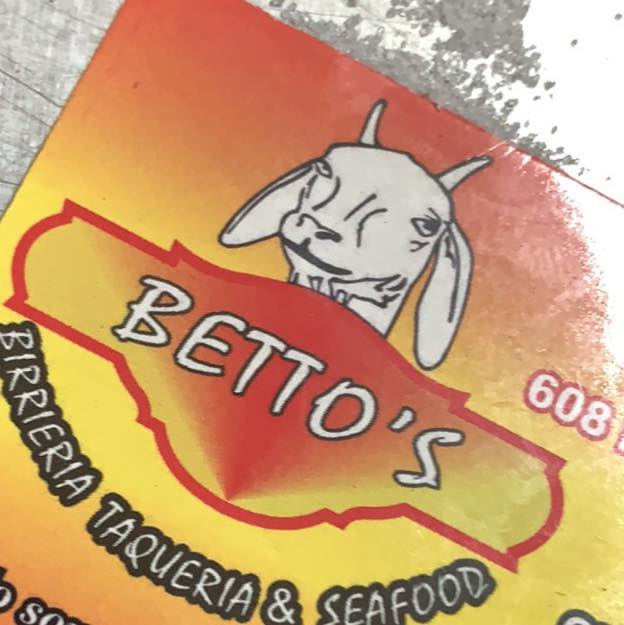 BETTO'S
608
BIRRIERIA TAQUERIA & SEAFOOD